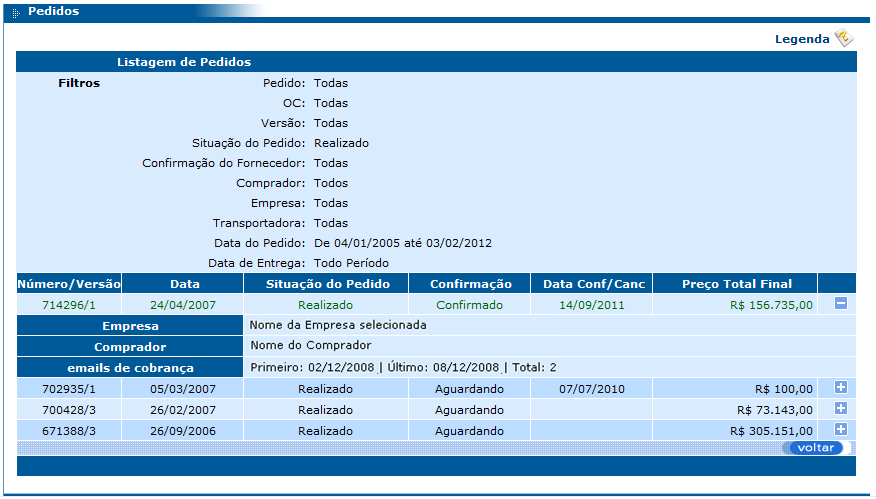 Pedidos
Legenda
Listagem de Pedidos
Filtros Pedido: Todas
OC: Todas
Versão: Todas
Situação do Pedido: Realizado
Confirmação do Fornecedor: Todas
Comprador: Todos
Empresa: Todas
Transportadora: Todas
Data do Pedido: De 04/01/2005 até 03/02/2012
Data de Entrega: Todo Período
Número/Versão Data Situação do Pedido Confirmação Data Conf/Canc Preço Total Final
714296/1 24/04/2007 Realizado Confirmado 14/09/2011 R$ 156.735,00
Empresa Nome da Empresa selecionada
Comprador Nome do Comprador
emails de cobrança Primeiro: 02/12/2008 | Último: 08/12/2008 | Total: 2
702935/1 05/03/2007 Realizado Aguardando 07/07/2010 R$ 100,00
700428/3 26/02/2007 Realizado Aguardando R$ 73.143,00
671388/3 26/09/2006 Realizado Aguardando R$ 305.151,00
voltar